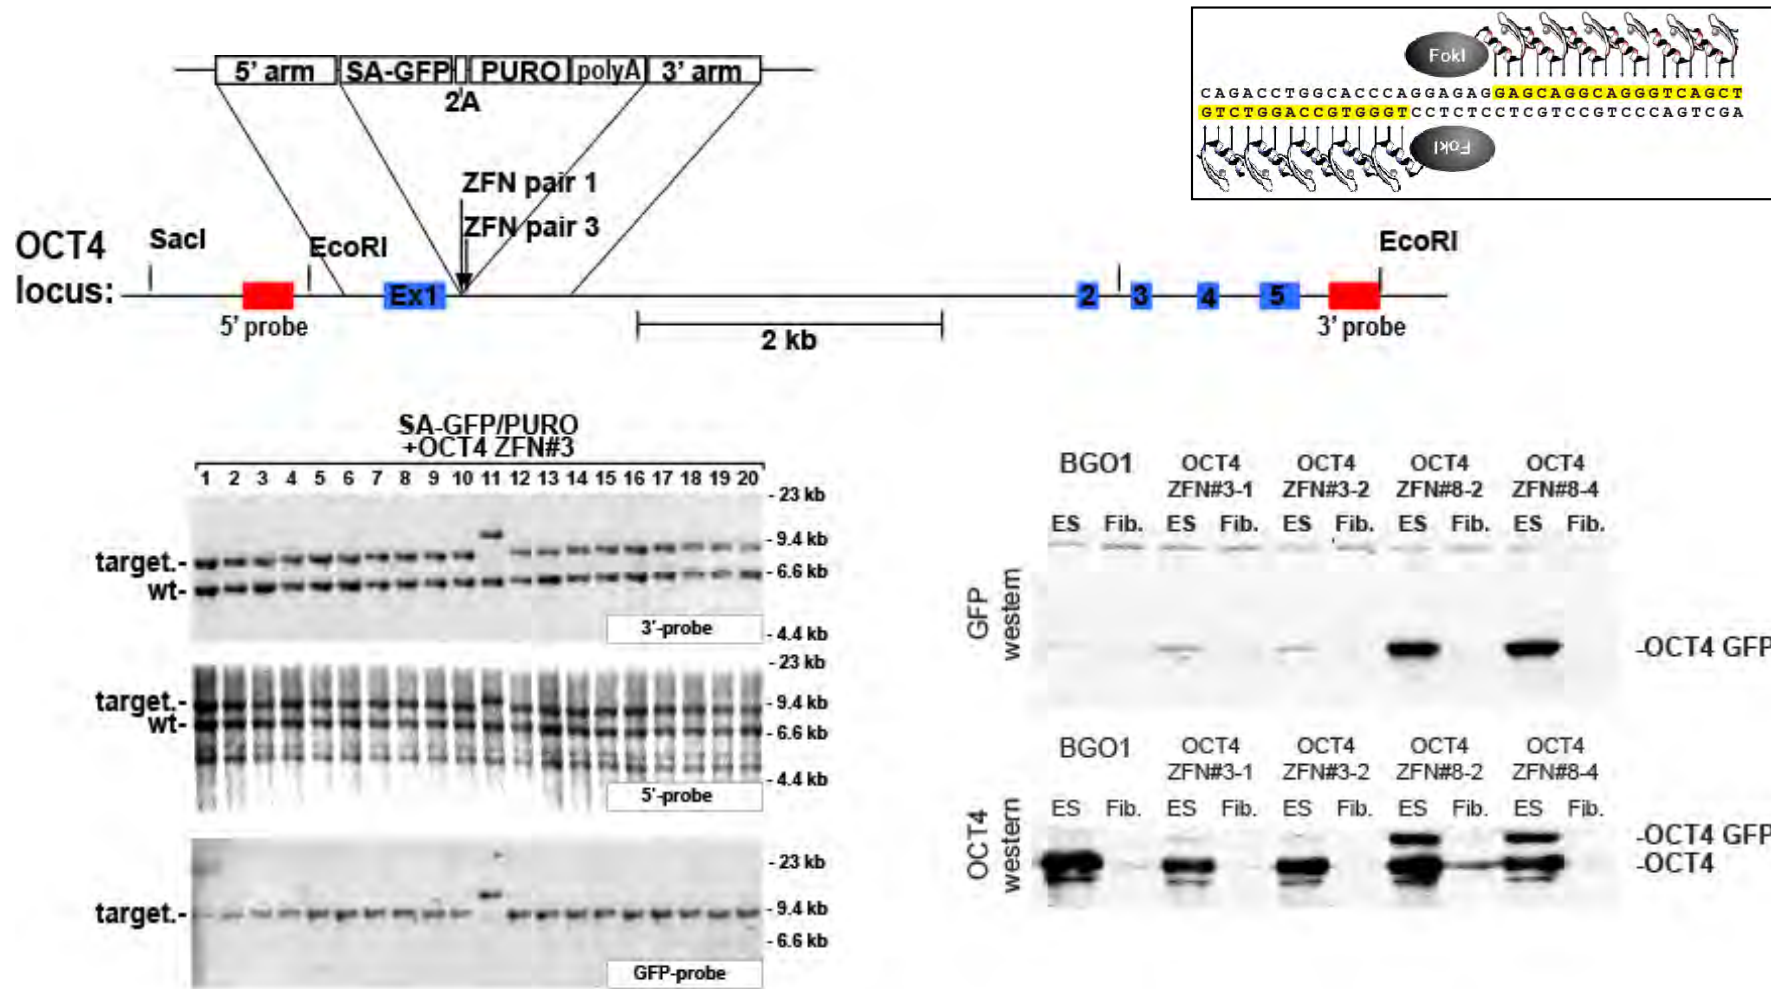 5' arm SA-GFP PURO polyA 3' arm
2A
ZFN pair 1
ZFN pair 3
FokI
CAGACCTGGCACCCAGGAGAGGAGCAGGCAGGGTCAGCT
GTCTGGACCGTGGGTCCTCTCCTCGTCCGTCCCAGTCGA
FokI
OCT4
locus:
SacI
EcoRI
EcoRI
Ex1
2
3
4
5
5' probe
3' probe
2 kb
SA-GFP/PURO
+OCT4 ZFN#3
1 2 3 4 5 6 7 8 9 10 11 12 13 14 15 16 17 18 19 20
- 23 kb
- 9.4 kb
- 6.6 kb
- 4.4 kb
target.-
wt-
3'-probe
- 23 kb
- 9.4 kb
- 6.6 kb
- 4.4 kb
target.-
wt-
5'-probe
- 23 kb
- 9.4 kb
- 6.6 kb
target.-
GFP-probe
BGO1 OCT4 OCT4 OCT4 OCT4
ZFN#3-1 ZFN#3-2 ZFN#8-2 ZFN#8-4
ES Fib. ES Fib. ES Fib. ES Fib. ES Fib.
GFP
western
-OCT4 GFP
BGO1 OCT4 OCT4 OCT4 OCT4
ZFN#3-1 ZFN#3-2 ZFN#8-2 ZFN#8-4
ES Fib. ES Fib. ES Fib. ES Fib. ES Fib.
OCT4
western
-OCT4 GFP
-OCT4